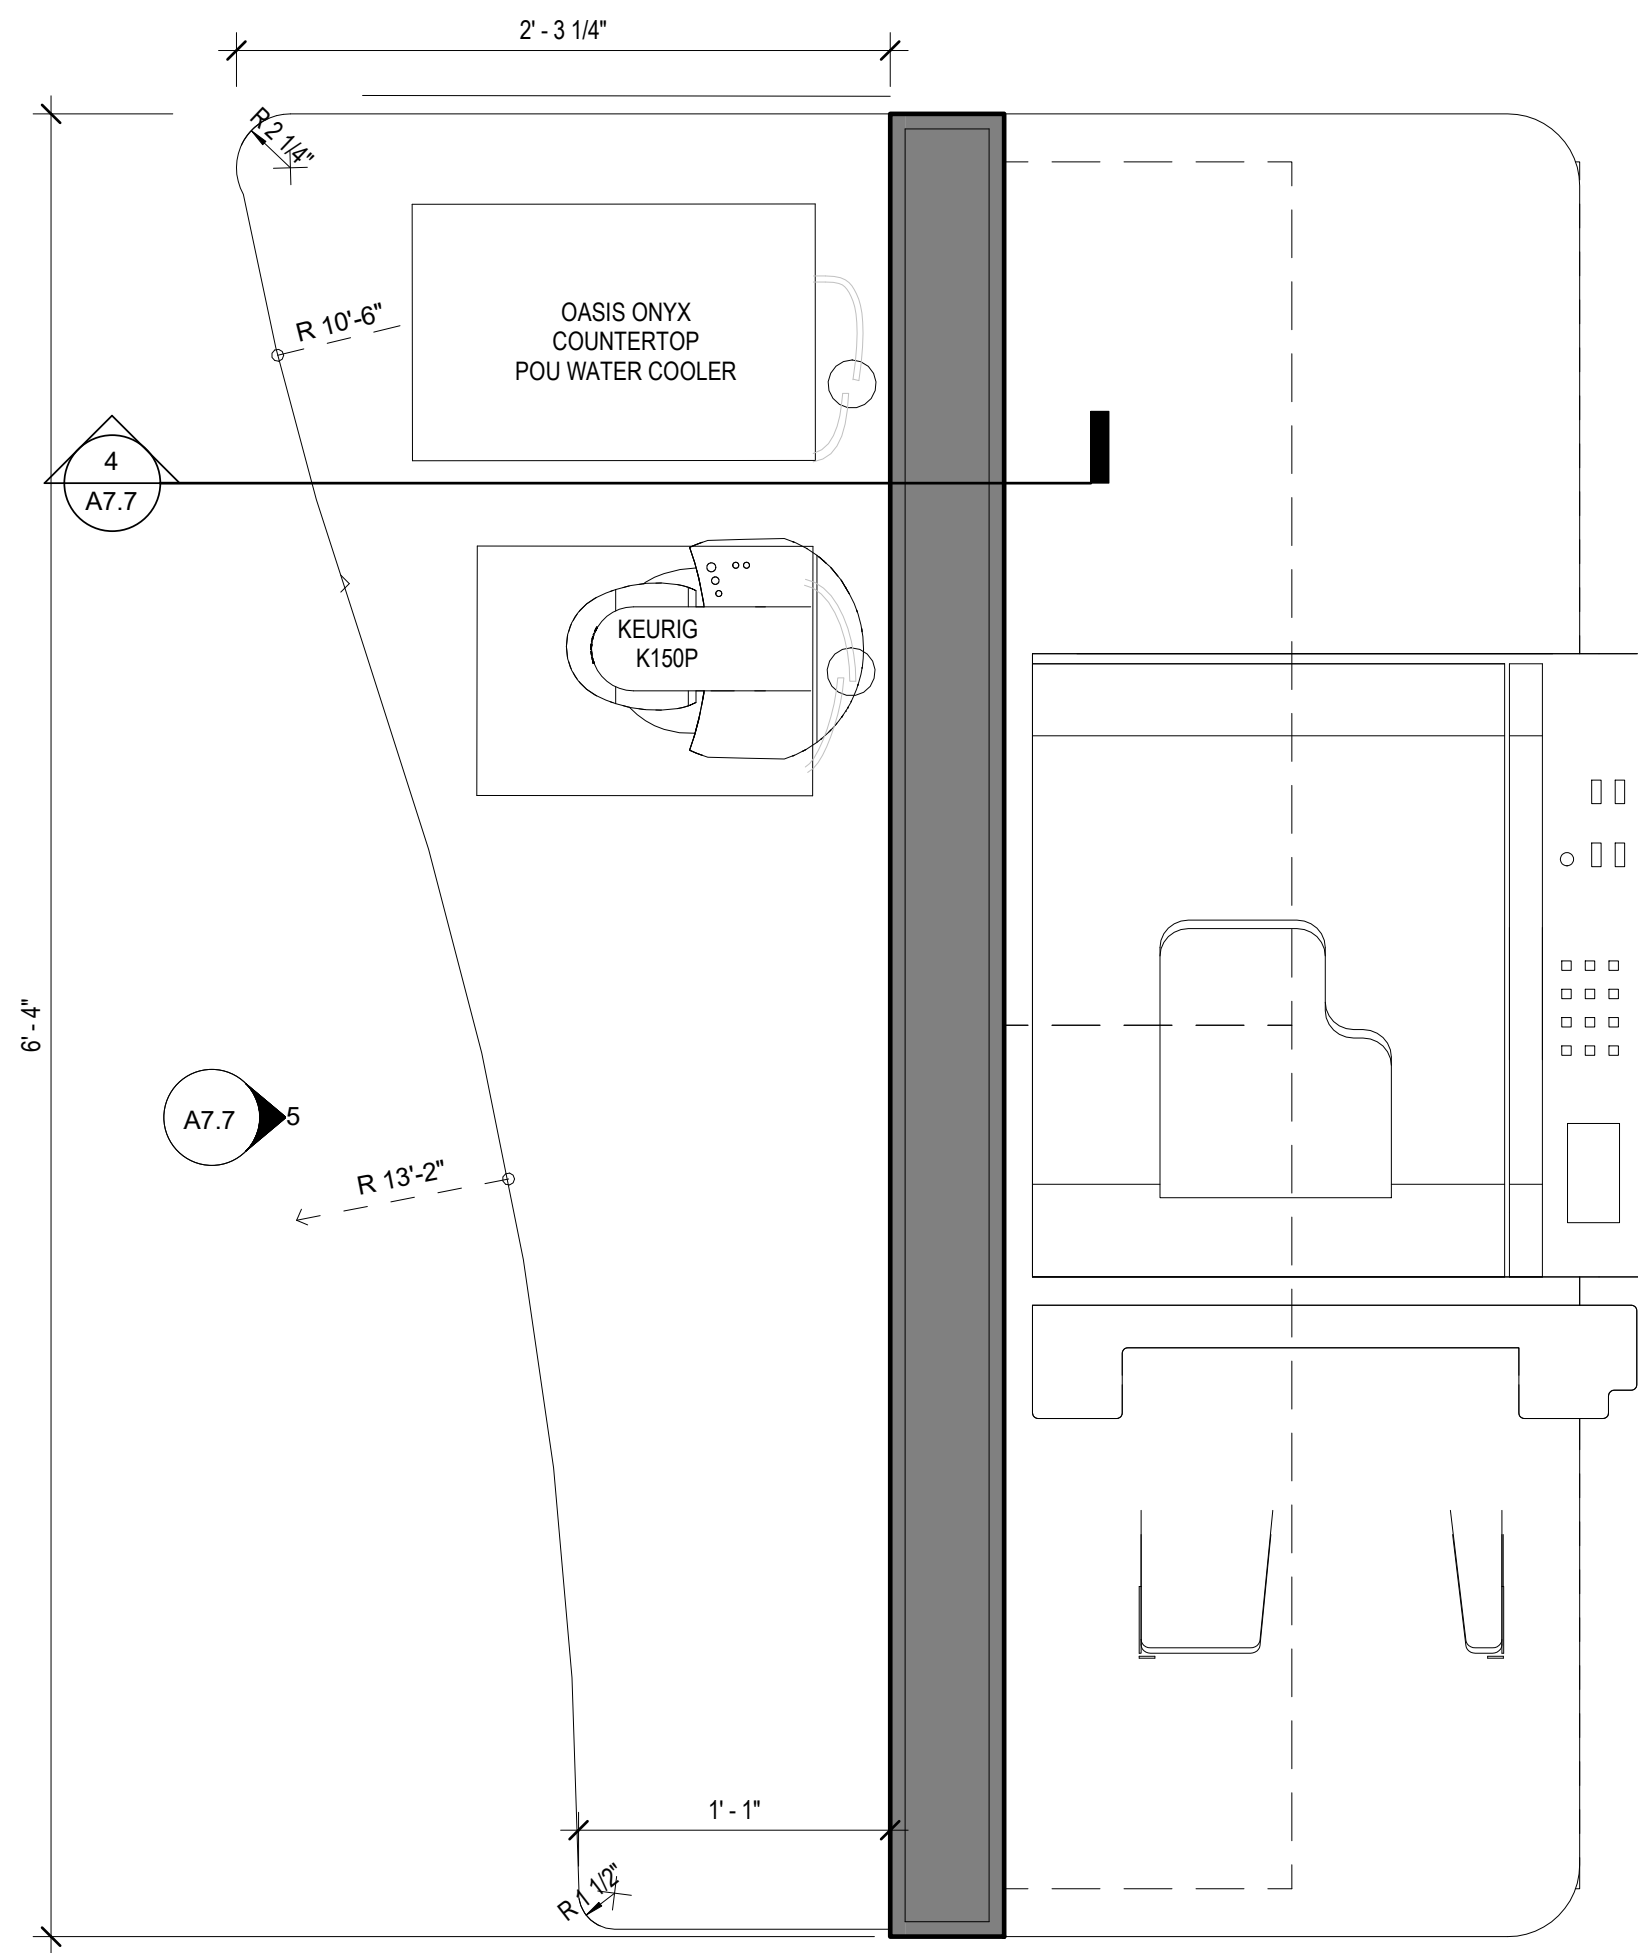 2' - 3 1/4"
R 2 1/4"
R 10'-6"
OASIS ONYX
COUNTERTOP
POU WATER COOLER
4
A7.7
KEURIG
K150P
6' - 4"
A7.7
5
R 13'-2"
1' - 1"
R 1 1/2"